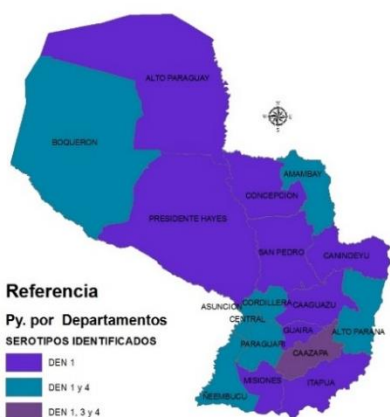 ALTO PARAGUAY
BOQUERON
AMAMBAY
CONCEPCION
PRESIDENTE HAYES
SAN PEDRO
CANINDEYU
Referencia
Py. por Departamentos
SEROTIPOS IDENTIFICADOS
DEN 1
DEN 1 y 4
DEN 1, 3 y 4
ASUNCION
CORDILLERA
CENTRAL
CAAGUAZU
ALTO PARANA
GUAIRA
PARAGUARI
CAAZAPA
MISIONES
ITAPUA
ÑEEMBUCU